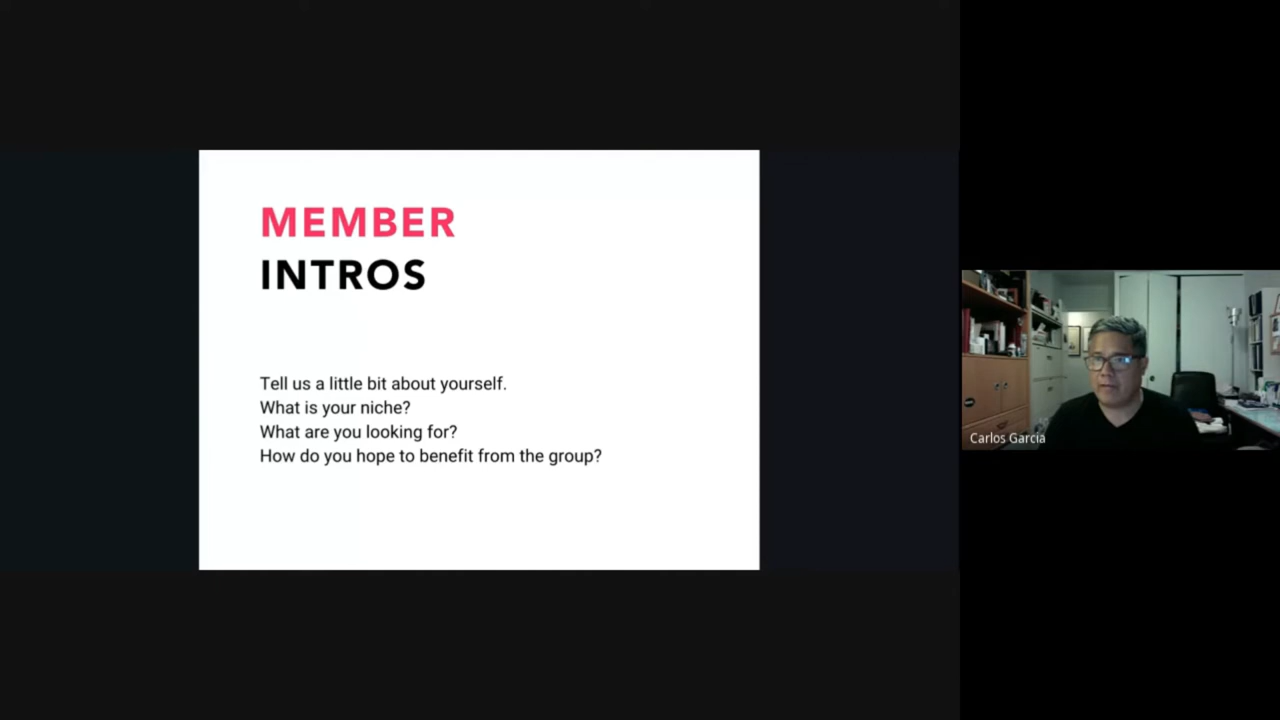 MEMBER
INTROS
Tell us a little bit about yourself.
What is your niche?
What are you looking for?
How do you hope to benefit from the group?
Carlos Garcia